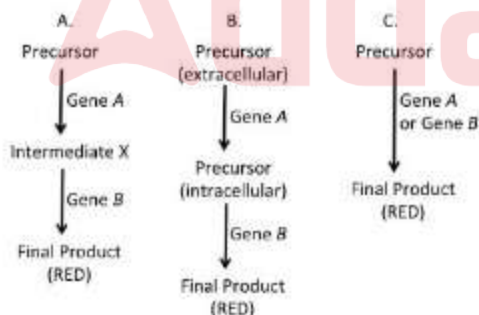 A.
Precursor
Gene A
Intermediate X
Gene B
Final Product
(RED)
B.
Precursor
(extracellular)
Gene A
Precursor
(intracellular)
Gene B
Final Product
(RED)
C.
Precursor
Gene A
or Gene B
Final Product
(RED)